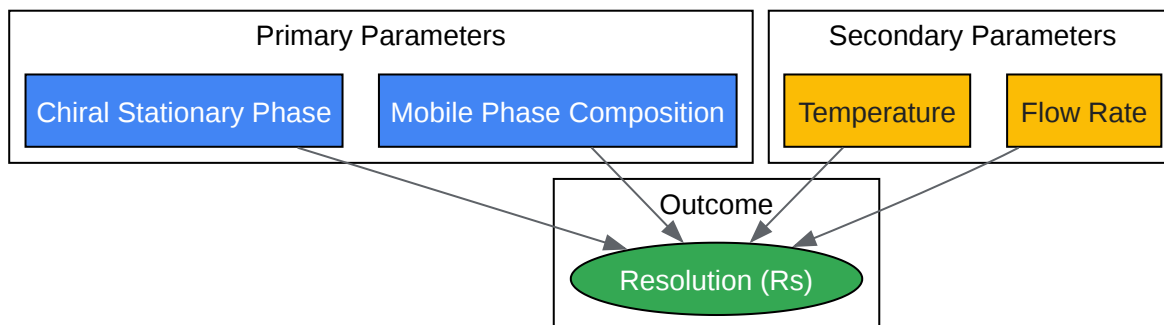 Primary Parameters
Secondary Parameters
Chiral Stationary Phase
Mobile Phase Composition
Temperature
Flow Rate
Outcome
Resolution (Rs)